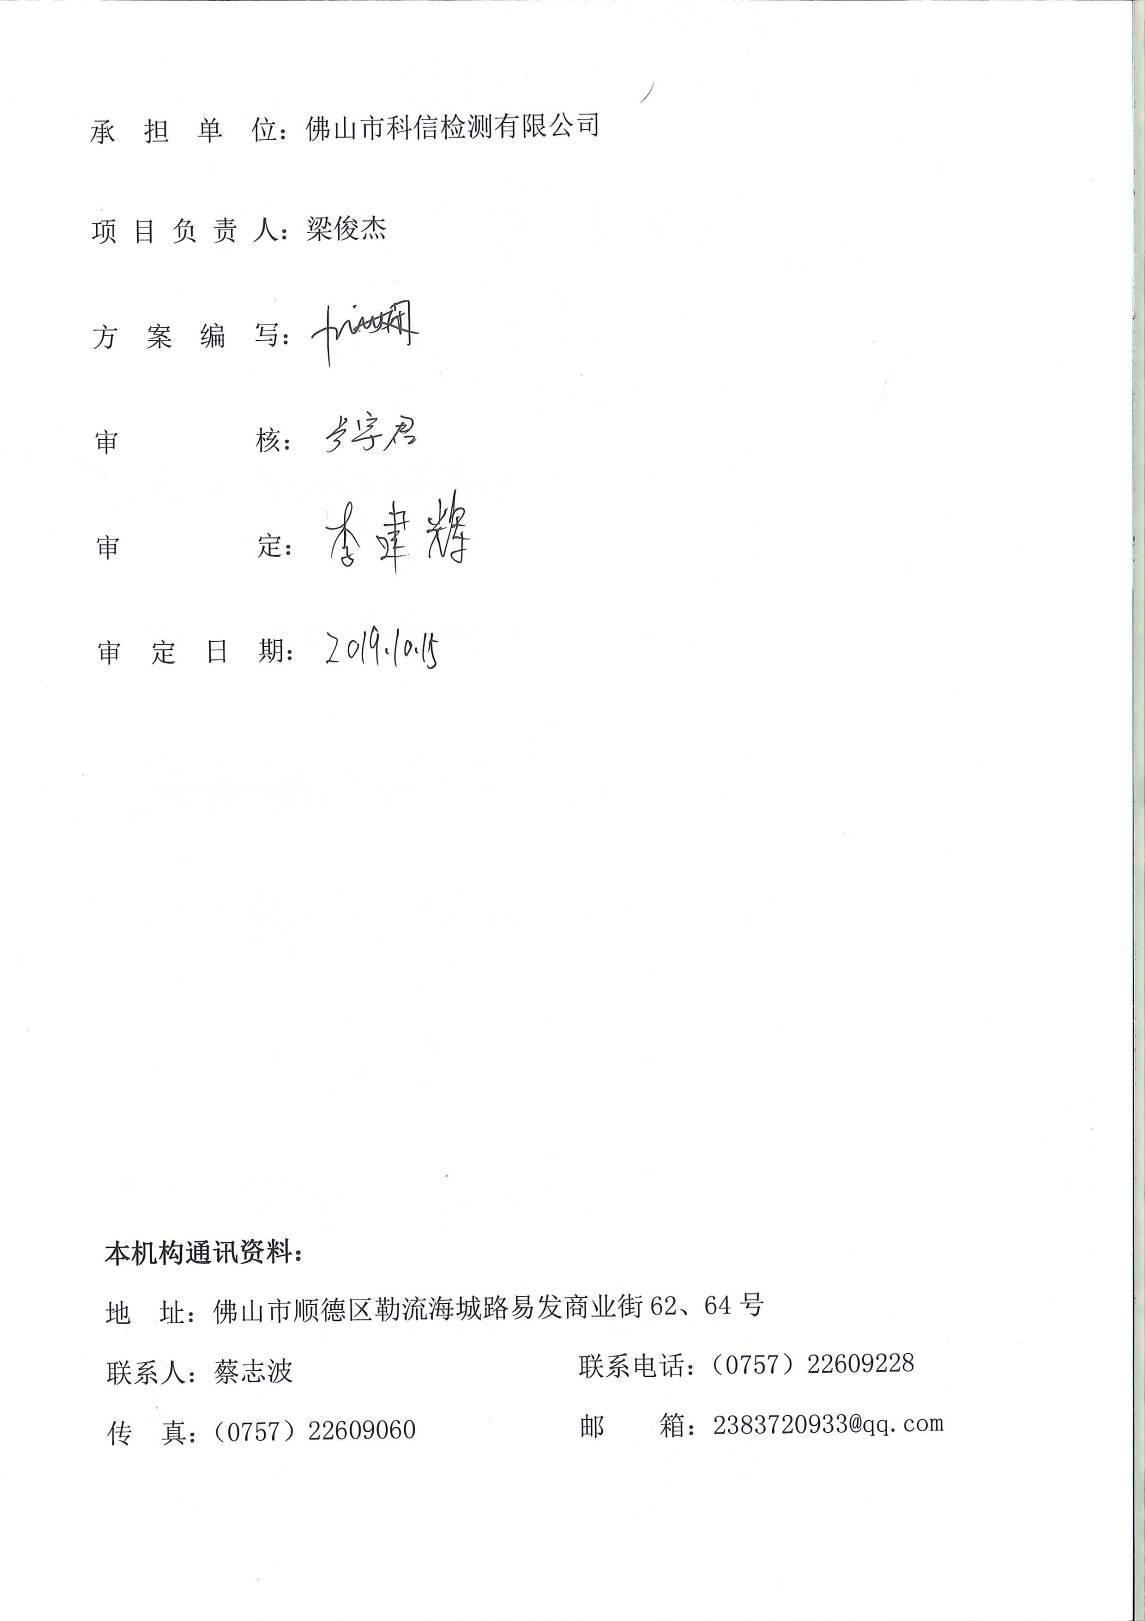 承担单位：佛山市科信检测有限公司
项目负责人：梁俊杰
方案编写：
审核：卢宇君
审定：李建辉
审定日期：2019.10.15
本机构通讯资料：
地址：佛山市顺德区勒流海城路易发商业街62、64号
联系人：蔡志波 联系电话：（0757）22609228
传真：（0757）22609060 邮箱：2383720933@qq.com